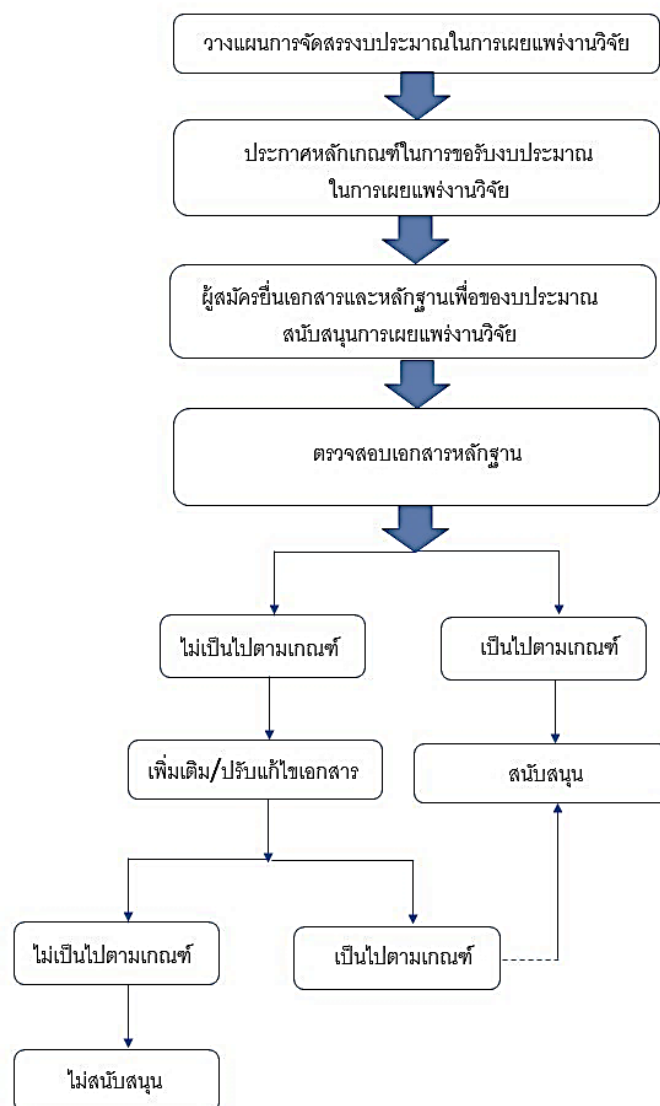 วางแผนการจัดสรรงบประมาณในการเผยแพร่งานวิจัย
ประกาศหลักเกณฑ์ในการขอรับงบประมาณ
ในการเผยแพร่งานวิจัย
ผู้สมัครยื่นเอกสารและหลักฐานเพื่อของบประมาณ
สนับสนุนการเผยแพร่งานวิจัย
ตรวจสอบเอกสารหลักฐาน
ไม่เป็นไปตามเกณฑ์
เป็นไปตามเกณฑ์
เพิ่มเติม/ปรับแก้ไขเอกสาร
สนับสนุน
ไม่เป็นไปตามเกณฑ์
เป็นไปตามเกณฑ์
ไม่สนับสนุน